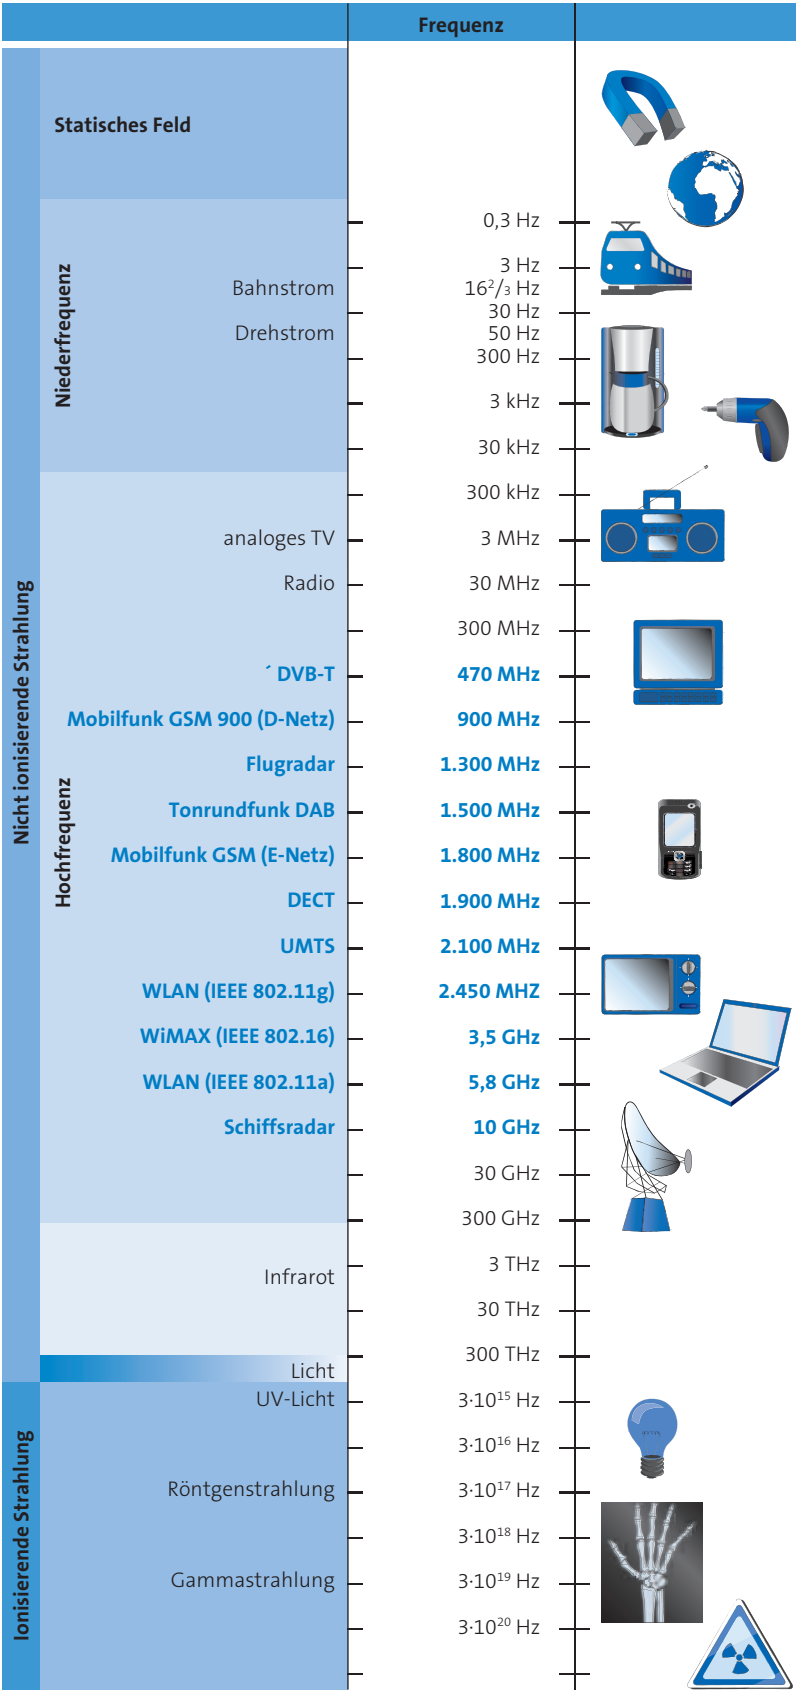 Frequenz
Statisches Feld
0,3 Hz
3 Hz
Bahnstrom 16²/₃ Hz
30 Hz
Drehstrom 50 Hz
300 Hz
Niederfrequenz
3 kHz
30 kHz
300 kHz
analoges TV 3 MHz
Radio 30 MHz
300 MHz
Nicht ionisierende Strahlung
´ DVB-T 470 MHz
Mobilfunk GSM 900 (D-Netz) 900 MHz
Flugradar 1.300 MHz
Tonrundfunk DAB 1.500 MHz
Hochfrequenz
Mobilfunk GSM (E-Netz) 1.800 MHz
DECT 1.900 MHz
UMTS 2.100 MHz
WLAN (IEEE 802.11g) 2.450 MHZ
WiMAX (IEEE 802.16) 3,5 GHz
WLAN (IEEE 802.11a) 5,8 GHz
Schiffsradar 10 GHz
30 GHz
300 GHz
3 THz
Infrarot
30 THz
300 THz
Licht
UV-Licht 3·10¹⁵ Hz
3·10¹⁶ Hz
Röntgenstrahlung 3·10¹⁷ Hz
Ionisierende Strahlung
3·10¹⁸ Hz
Gammastrahlung 3·10¹⁹ Hz
3·10²⁰ Hz